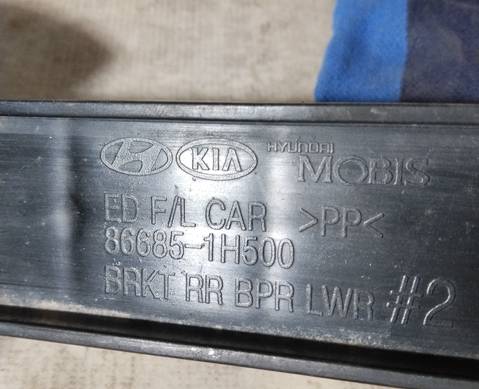 KIA HYUNDAI MOBIS
ED F/L CAR >PP<
86685-1H500
BRKT RR BPR LWR #2